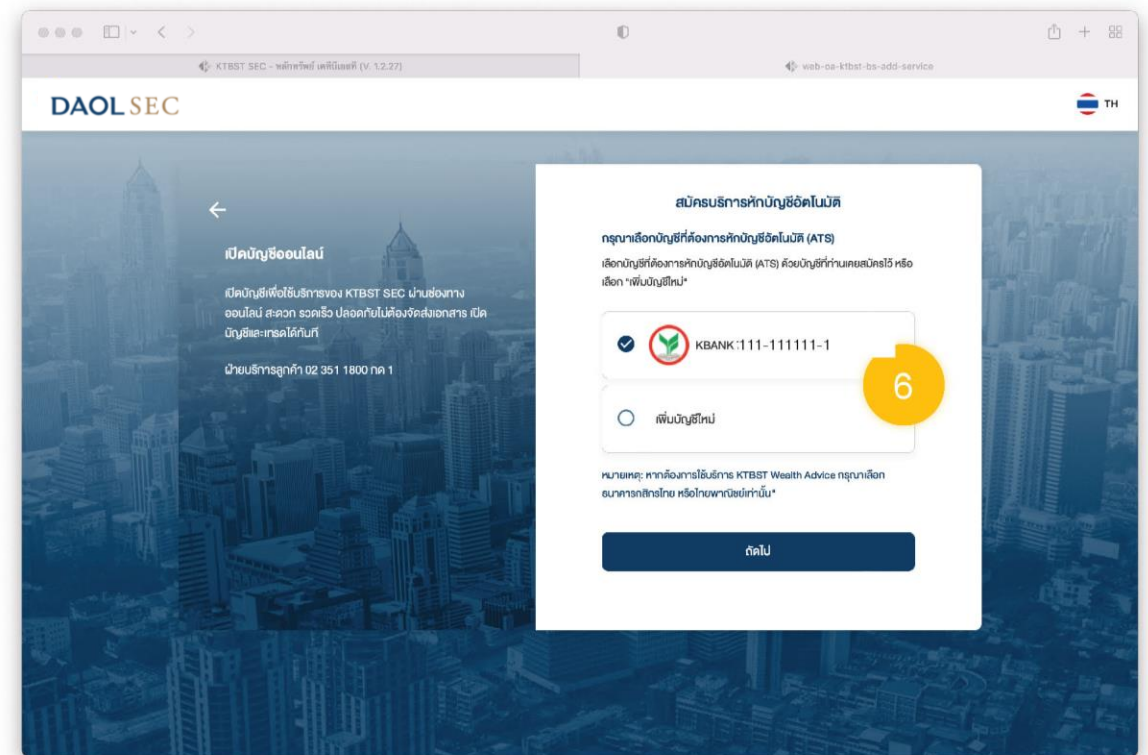 KTBST SEC - หลักทรัพย์ เคทีบีเอสที (V. 1.2.27)
web-oa-ktbst-bs-add-service
DAOL SEC
TH
เปิดบัญชีออนไลน์
เปิดบัญชีเพื่อใช้บริการของ KTBST SEC ผ่านช่องทาง
ออนไลน์ สะดวก รวดเร็ว ปลอดภัยไม่ต้องจัดส่งเอกสาร เปิด
บัญชีและเทรดได้ทันที
ฝ่ายบริการลูกค้า 02 351 1800 กด 1
สมัครบริการหักบัญชีอัตโนมัติ
กรุณาเลือกบัญชีที่ต้องการหักบัญชีอัตโนมัติ (ATS)
เลือกบัญชีที่ต้องการหักบัญชีอัตโนมัติ (ATS) ด้วยบัญชีที่ท่านเคยสมัครไว้ หรือ
เลือก "เพิ่มบัญชีใหม่"
KBANK:111-111111-1
6
เพิ่มบัญชีใหม่
หมายเหตุ: หากต้องการใช้บริการ KTBST Wealth Advice กรุณาเลือก
ธนาคารกสิกรไทย หรือไทยพาณิชย์เท่านั้น*
ถัดไป